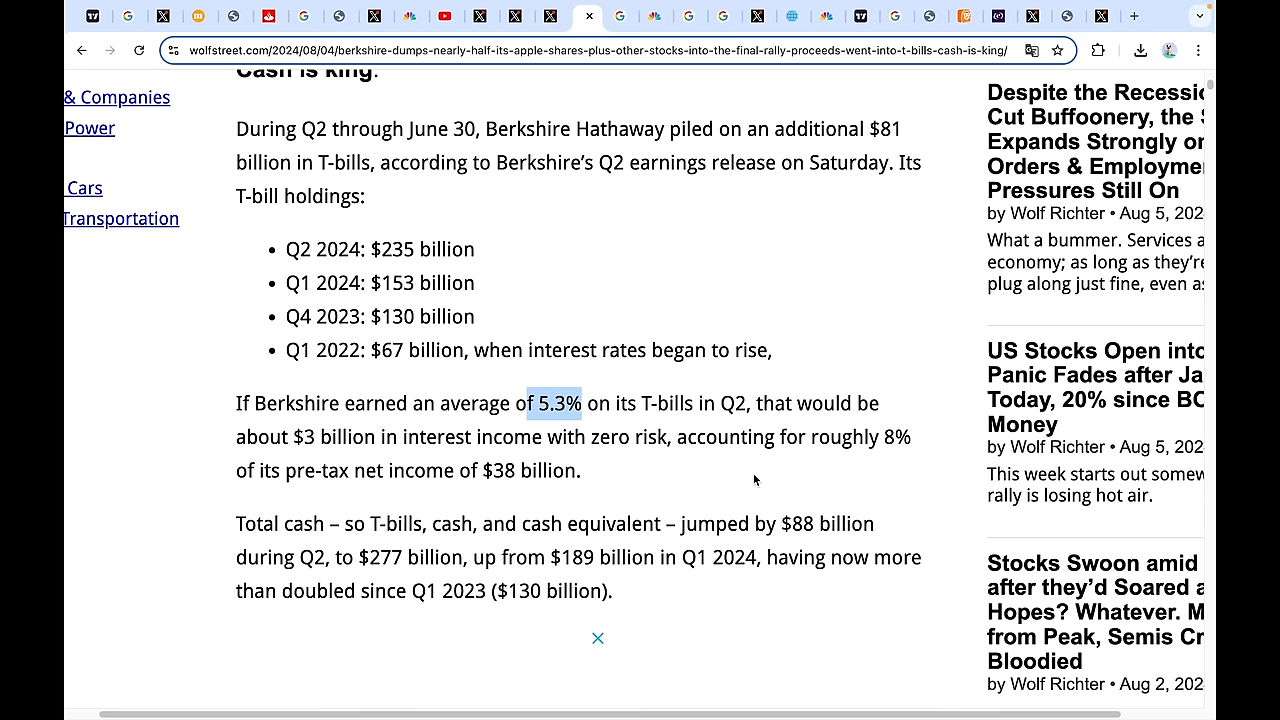 wolfstreet.com/2024/08/04/berkshire-dumps-nearly-half-its-apple-shares-plus-other-stocks-into-the-final-rally-proceeds-went-into-t-bills-cash-is-king/
Cash is king.
& Companies
Power
Cars
Transportation
During Q2 through June 30, Berkshire Hathaway piled on an additional $81
billion in T-bills, according to Berkshire’s Q2 earnings release on Saturday. Its
T-bill holdings:
• Q2 2024: $235 billion
• Q1 2024: $153 billion
• Q4 2023: $130 billion
• Q1 2022: $67 billion, when interest rates began to rise,
If Berkshire earned an average of 5.3% on its T-bills in Q2, that would be
about $3 billion in interest income with zero risk, accounting for roughly 8%
of its pre-tax net income of $38 billion.
Total cash – so T-bills, cash, and cash equivalent – jumped by $88 billion
during Q2, to $277 billion, up from $189 billion in Q1 2024, having now more
than doubled since Q1 2023 ($130 billion).
Despite the Recessi
Cut Buffoonery, the
Expands Strongly o
Orders & Employme
Pressures Still On
by Wolf Richter • Aug 5, 202
What a bummer. Services a
economy; as long as they’re
plug along just fine, even a
US Stocks Open into
Panic Fades after Ja
Today, 20% since BO
Money
by Wolf Richter • Aug 5, 202
This week starts out somew
rally is losing hot air.
Stocks Swoon amid
after they’d Soared a
Hopes? Whatever. M
from Peak, Semis Cr
Bloodied
by Wolf Richter • Aug 2, 202